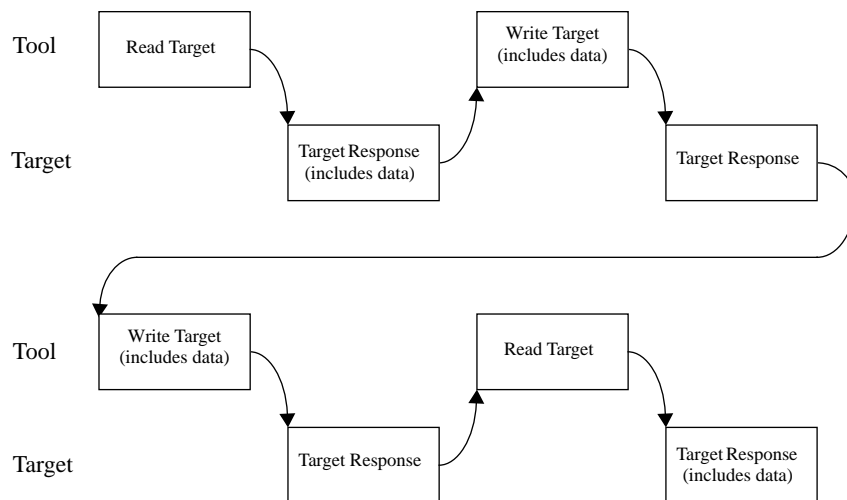 Tool
Read Target
Write Target
(includes data)
Target
Target Response
(includes data)
Target Response
Tool
Write Target
(includes data)
Read Target
Target
Target Response
Target Response
(includes data)